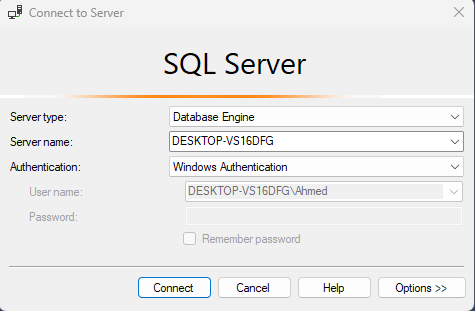 Connect to Server
SQL Server
Server type: Database Engine
Server name: DESKTOP-VS16DFG
Authentication: Windows Authentication
User name: DESKTOP-VS16DFG\Ahmed
Password:
Remember password
Connect Cancel Help Options >>